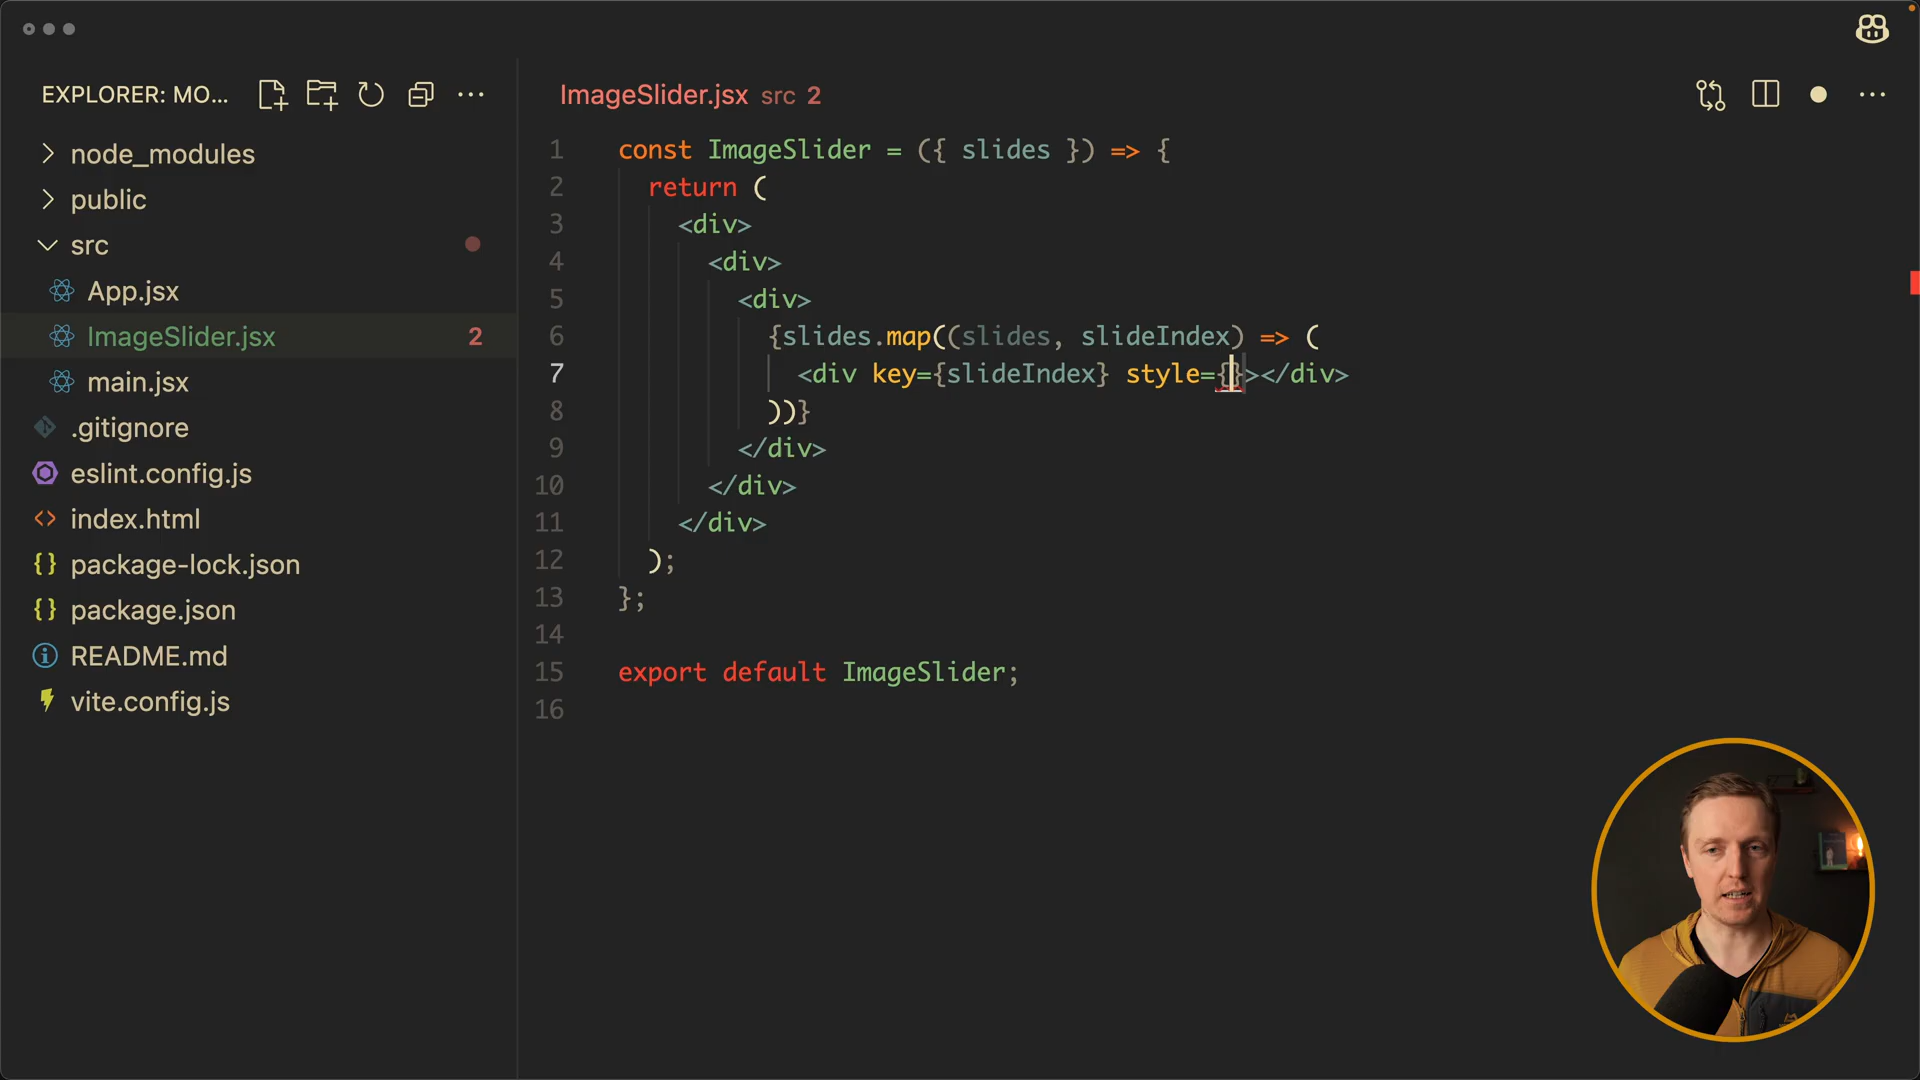 EXPLORER: MO...
node_modules
public
src
App.jsx
ImageSlider.jsx 2
main.jsx
.gitignore
eslint.config.js
index.html
package-lock.json
package.json
README.md
vite.config.js
ImageSlider.jsx src 2
1 const ImageSlider = ({ slides }) => {
2 return (
3 <div>
4 <div>
5 <div>
6 {slides.map((slides, slideIndex) => (
7 <div key={slideIndex} style={}></div>
8 ))}
9 </div>
10 </div>
11 </div>
12 );
13 };
14
15 export default ImageSlider;
16